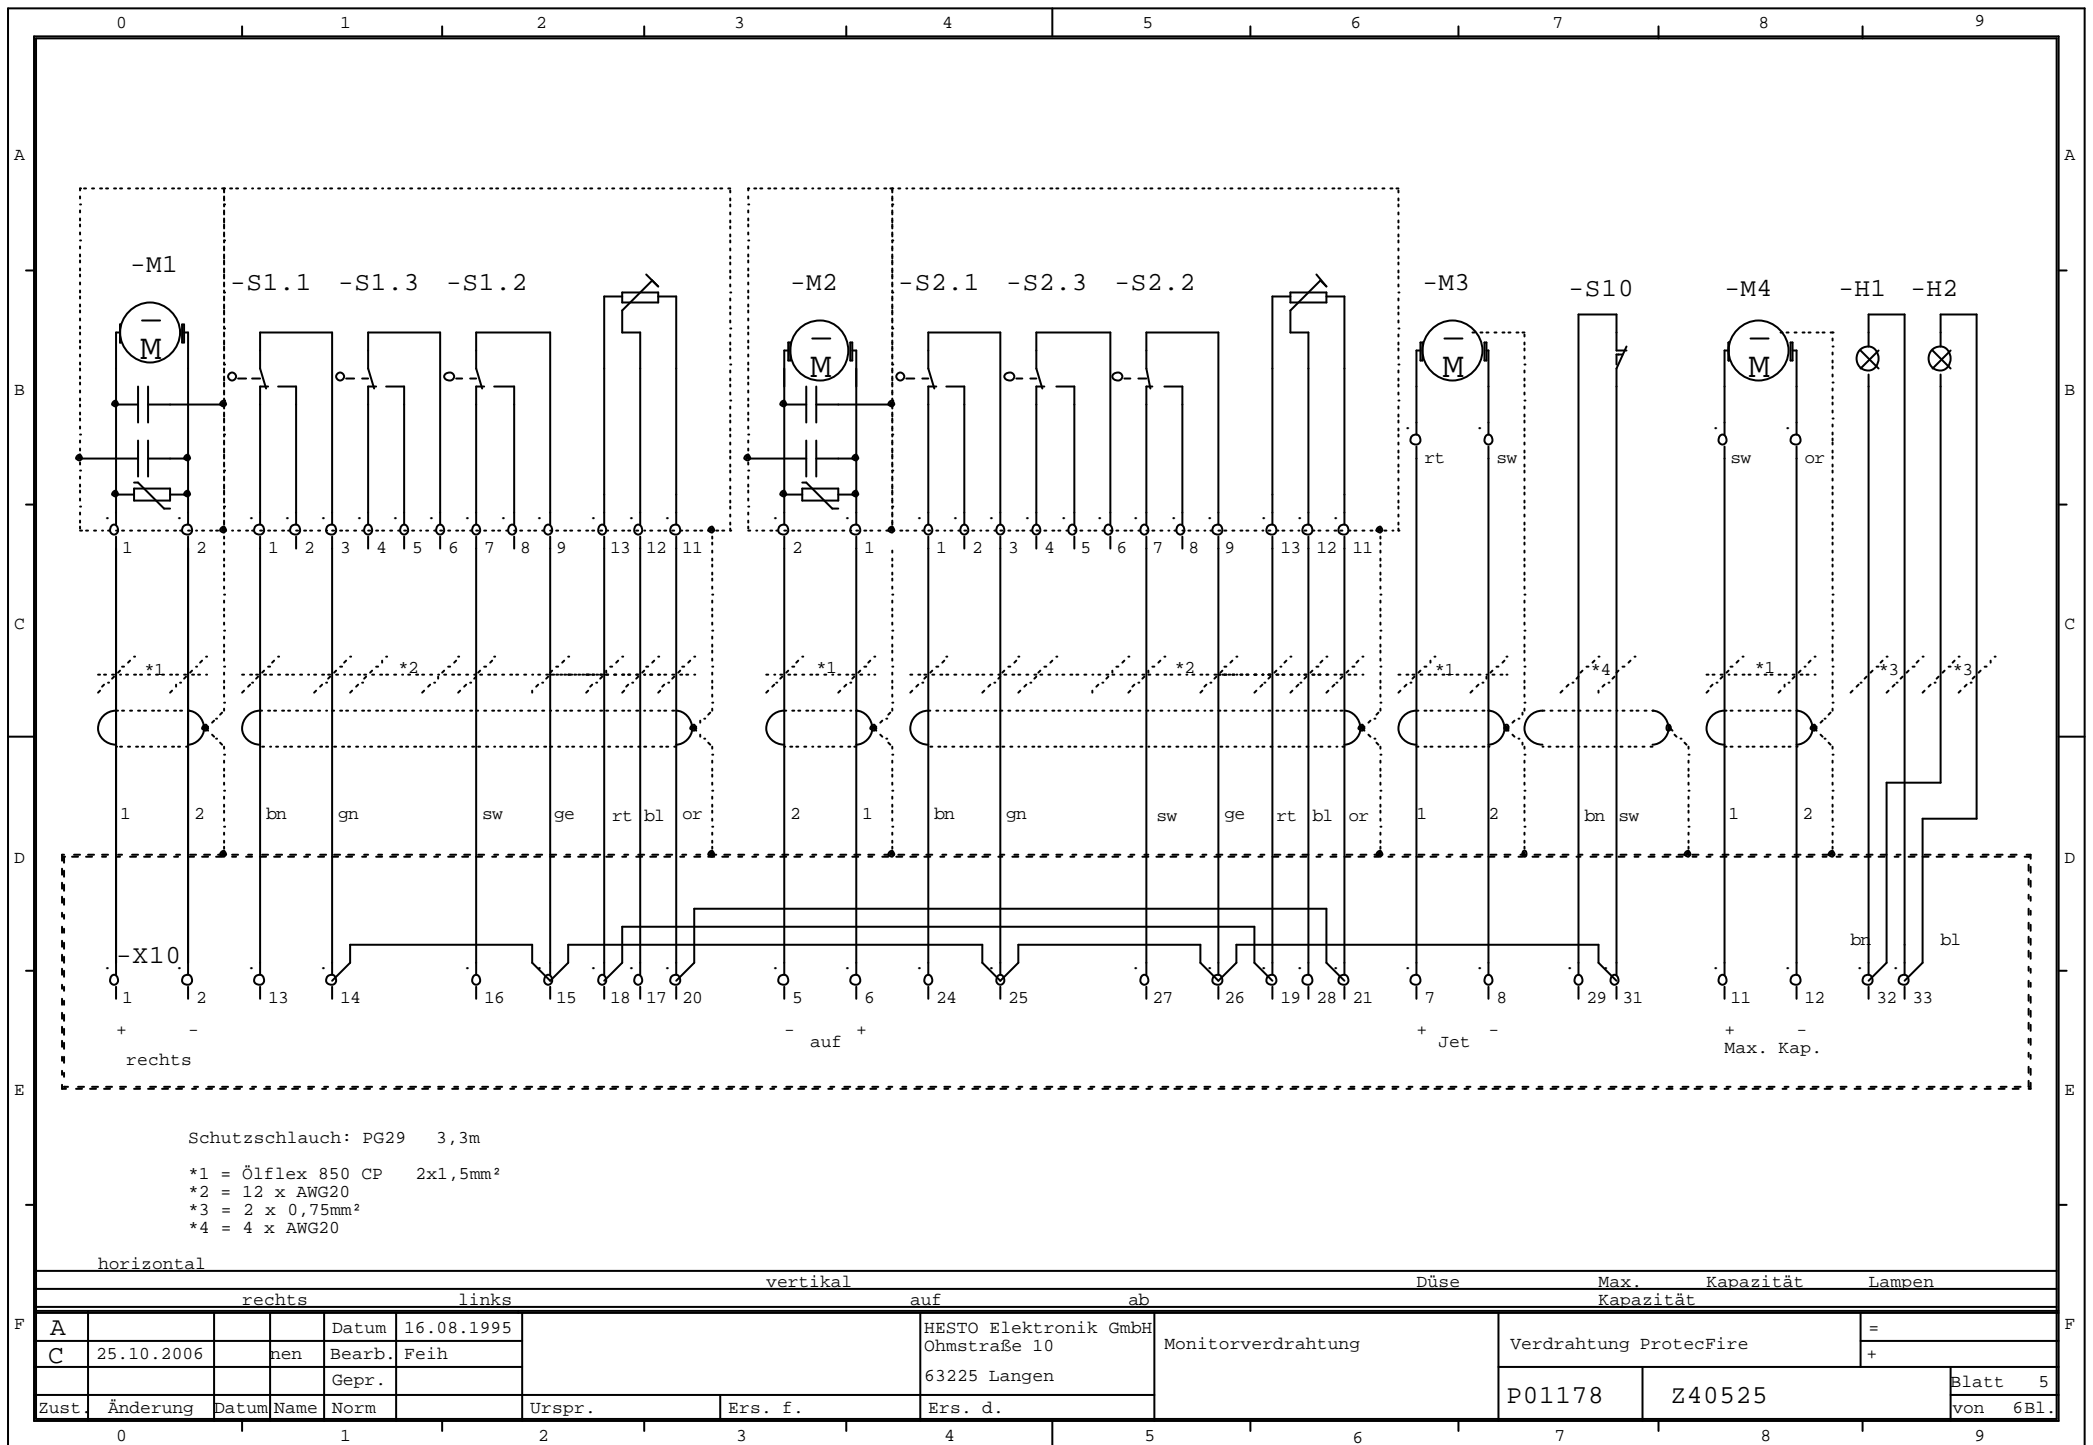 0 1 2 3 4 5 6 7 8 9
A A
-M1 -S1.1 -S1.3 -S1.2 -M2 -S2.1 -S2.3 -S2.2 -M3 -S10 -M4 -H1 -H2
M M M M
B B
rt sw sw or
1 2 1 2 3 4 5 6 7 8 9 13 12 11 2 1 1 2 3 4 5 6 7 8 9 13 12 11
C C
*1 *2 *1 *2 *1 *4 *1 *3 *3
1 2 bn gn sw ge rt bl or 2 1 bn gn sw ge rt bl or 1 2 bn sw 1 2
D D
bn bl
-X10
1 2 13 14 16 15 18 17 20 5 6 24 25 27 26 19 28 21 7 8 29 31 11 12 32 33
+ - - + + - + -
rechts auf Jet Max. Kap.
E E
Schutzschlauch: PG29 3,3m
*1 = Ölflex 850 CP 2x1,5mm²
*2 = 12 x AWG20
*3 = 2 x 0,75mm²
*4 = 4 x AWG20
horizontal
vertikal Düse Max. Kapazität Lampen
rechts links auf ab Kapazität
F F
A Datum 16.08.1995 HESTO Elektronik GmbH Monitorverdrahtung Verdrahtung ProtecFire =
C 25.10.2006 nen Bearb. Feih Ohmstraße 10 +
Gepr. 63225 Langen P01178 Z40525 Blatt 5
Zust. Änderung Datum Name Norm Urspr. Ers. f. Ers. d. von 6Bl.
0 1 2 3 4 5 6 7 8 9